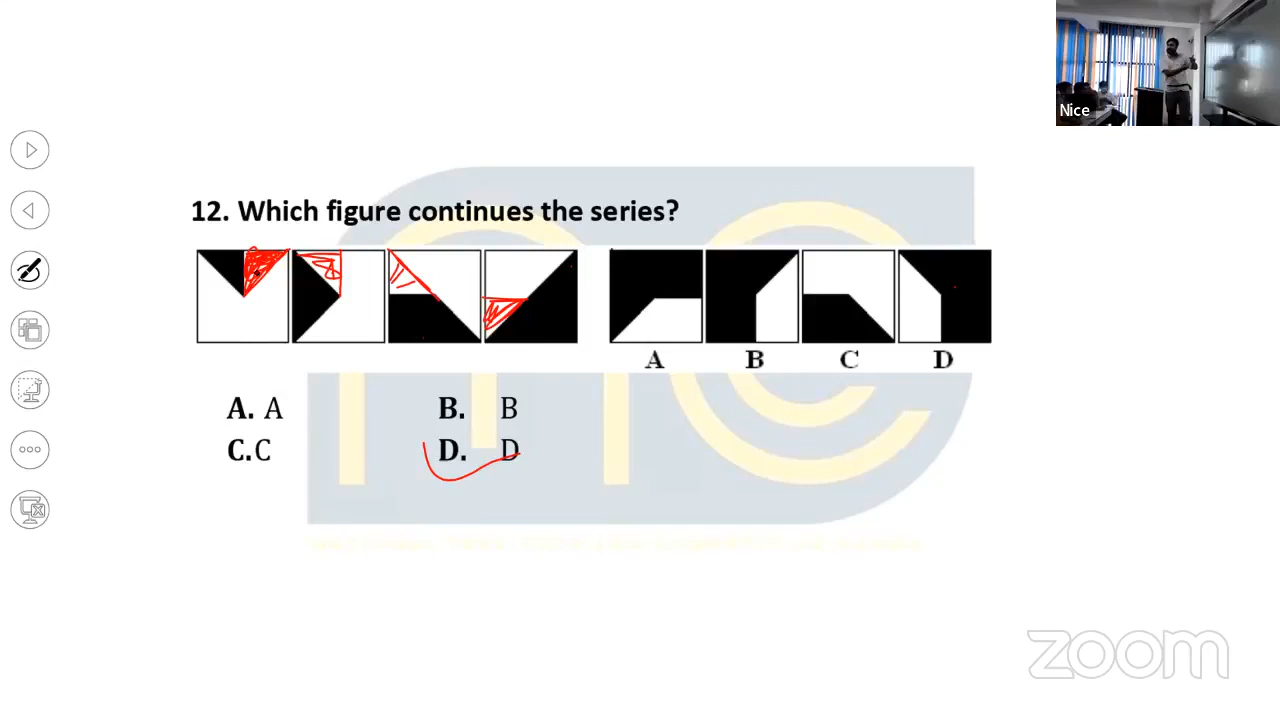 Nice
12. Which figure continues the series?
A B C D
A. A B. B
C.C D. D
zoom